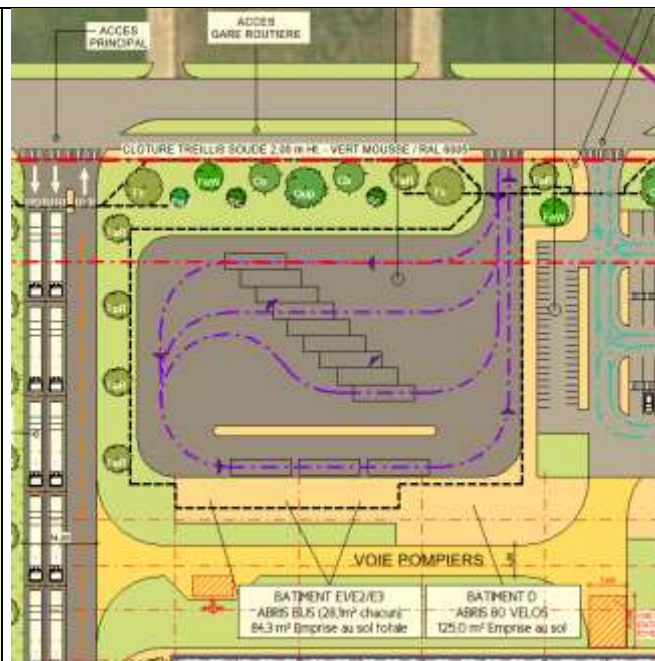 ACCES
PRINCIPAL
ACCES
GARE ROUTIERE
CLOTURE TREILLIS SOUDE 2.00 m Ht. - VERT MOUSSE / RAL 6005
VOIE POMPIERS
BATIMENT E1/E2/E3
ABRIS BUS (28,1m² chacun)
84,3 m² Emprise au sol totale
BATIMENT D
ABRIS 80 VELOS
125.0 m² Emprise au sol